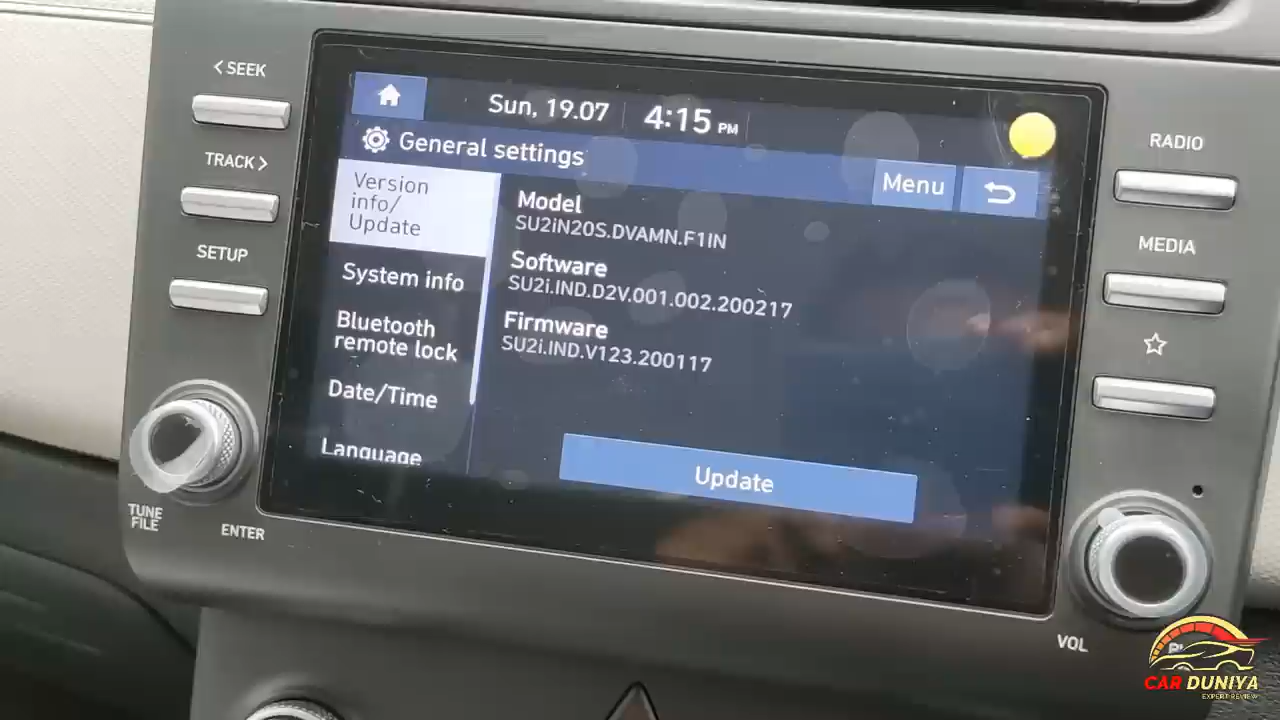 < SEEK
TRACK >
SETUP
TUNE
FILE
ENTER
Sun, 19.07
4:15 PM
General settings
Menu
Version
info/
Update
System info
Bluetooth
remote lock
Date/Time
Language
Model
SU2iN20S.DVAMN.F1IN
Software
SU2i.IND.D2V.001.002.200217
Firmware
SU2i.IND.V123.200117
Update
RADIO
MEDIA
VOL
CAR DUNIYA
EXPERT REVIEW